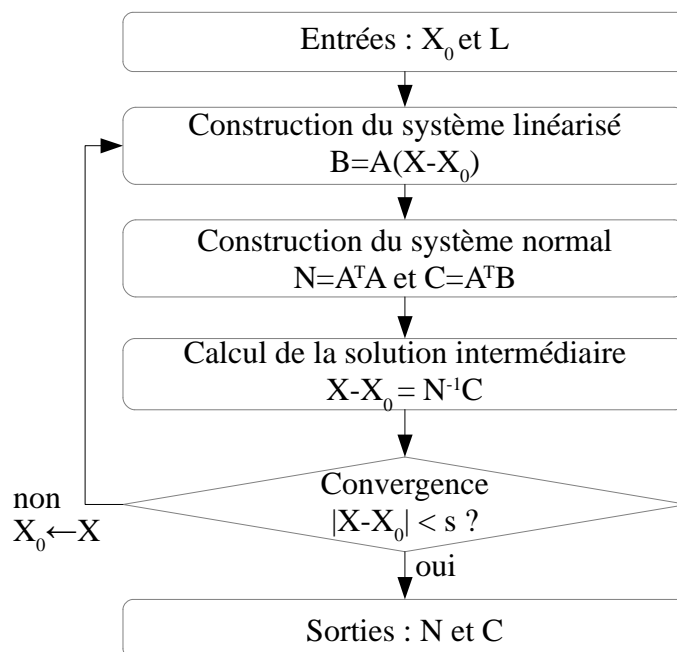 Entrées : X₀ et L
Construction du système linéarisé
B=A(X-X₀)
Construction du système normal
N=AᵀA et C=AᵀB
Calcul de la solution intermédiaire
X-X₀ = N⁻¹C
Convergence
|X-X₀| < s ?
non
X₀←X
oui
Sorties : N et C